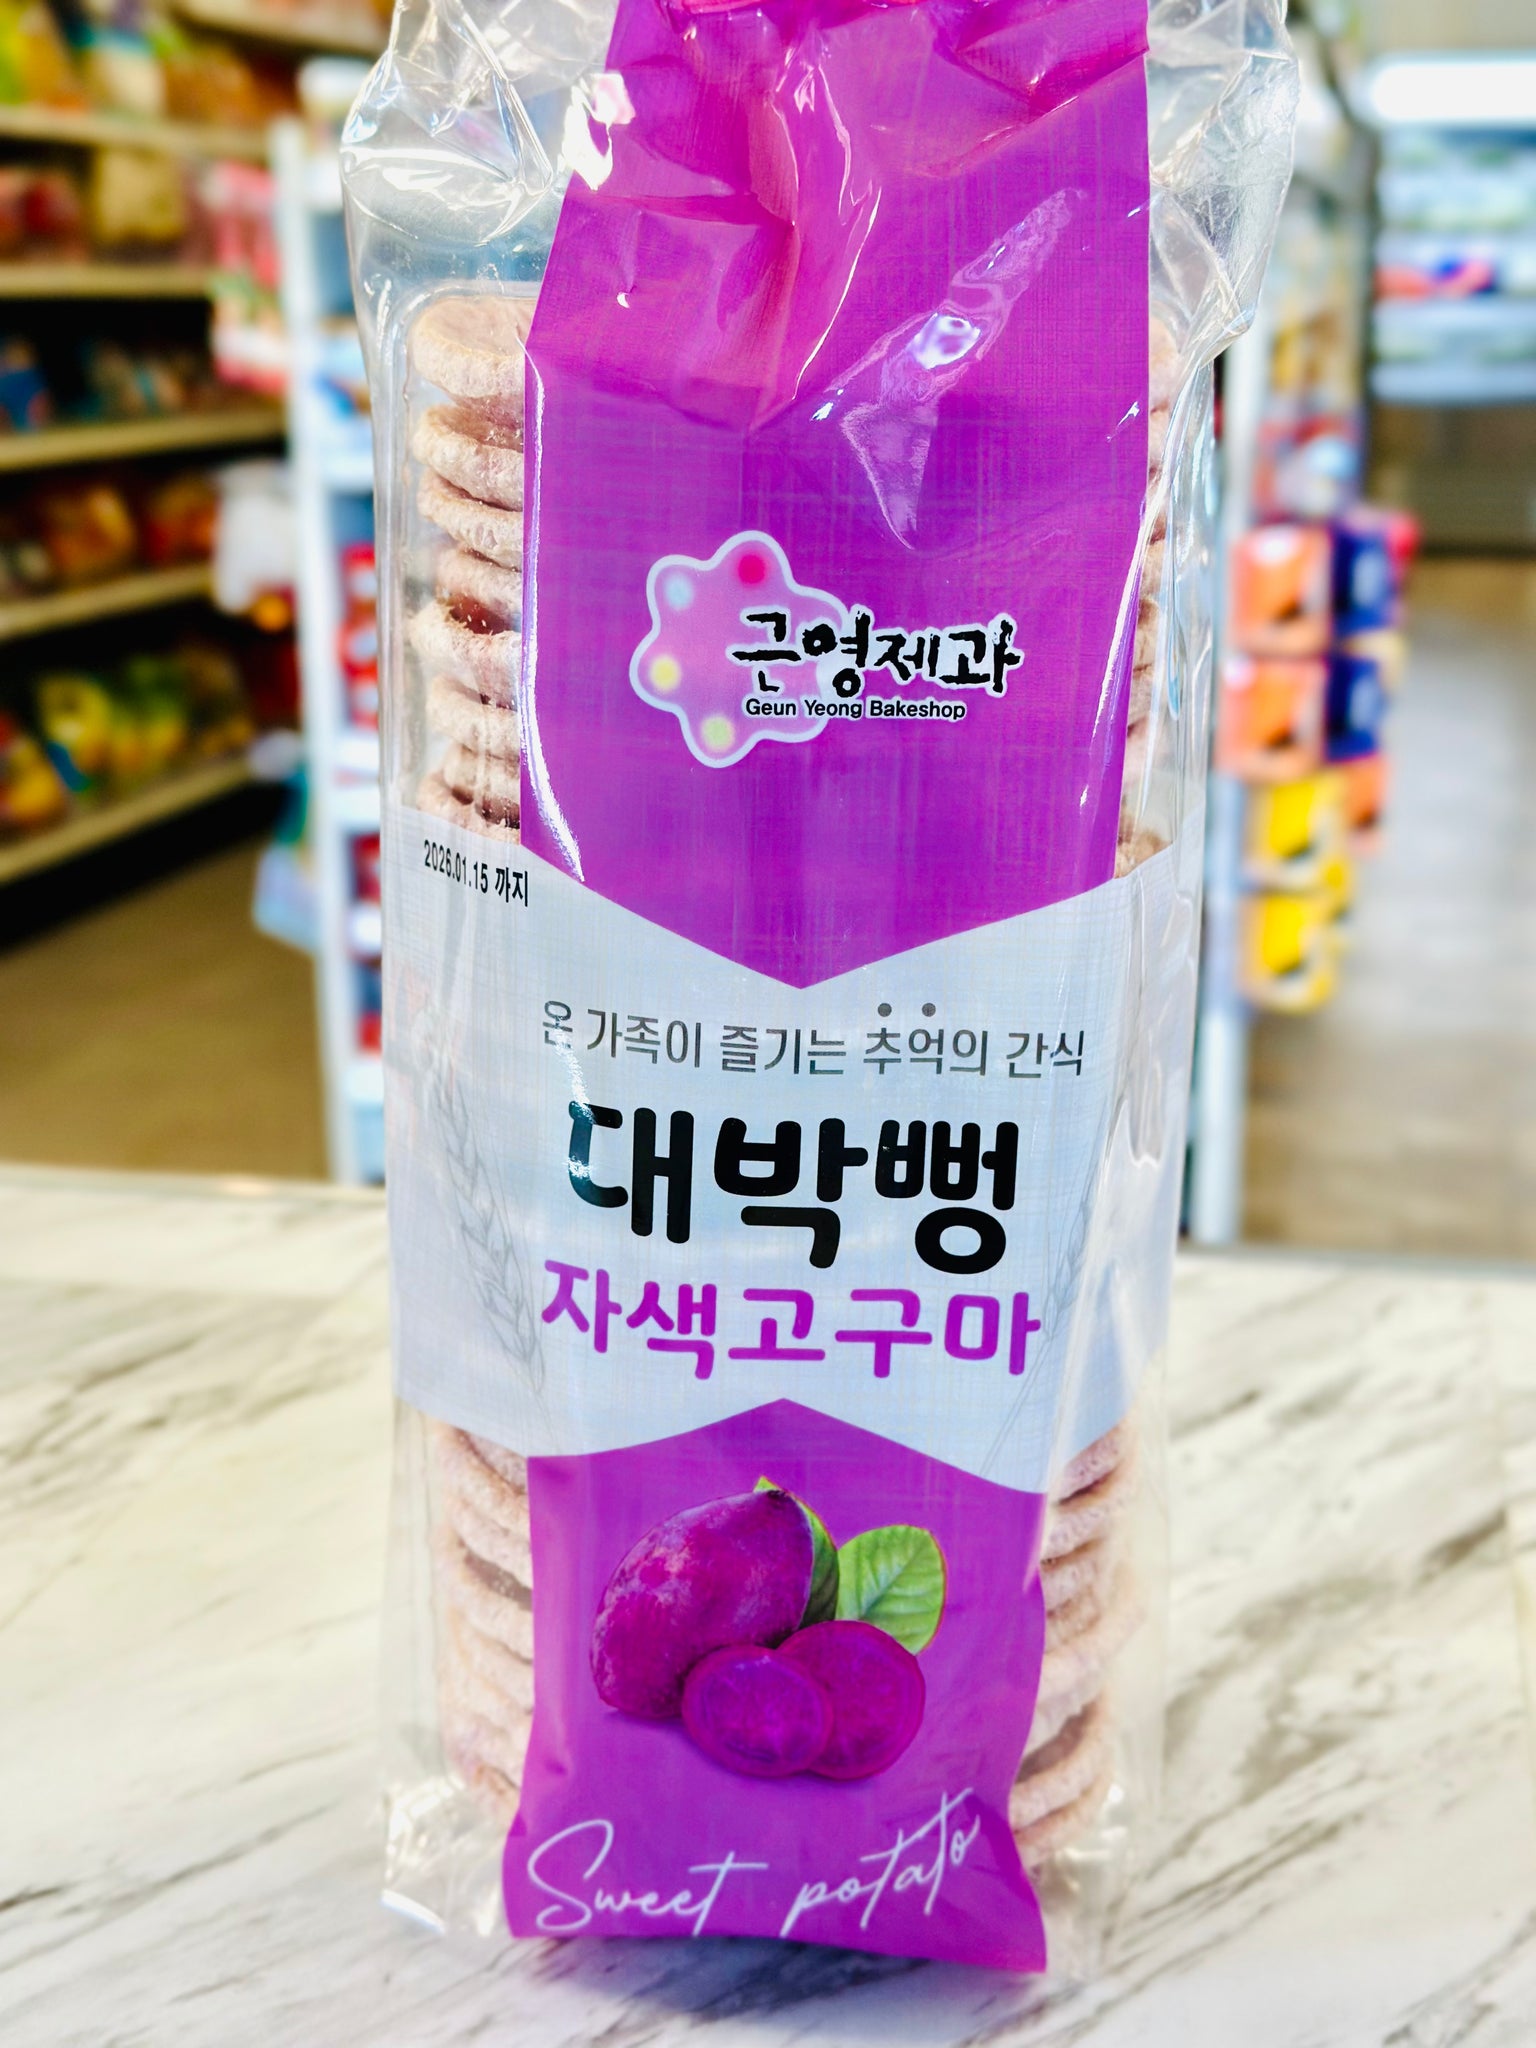 근영제과
Geun Yeong Bakeshop
2026.01.15 까지
온 가족이 즐기는 추억의 간식
대박뻥
자색고구마
Sweet potato